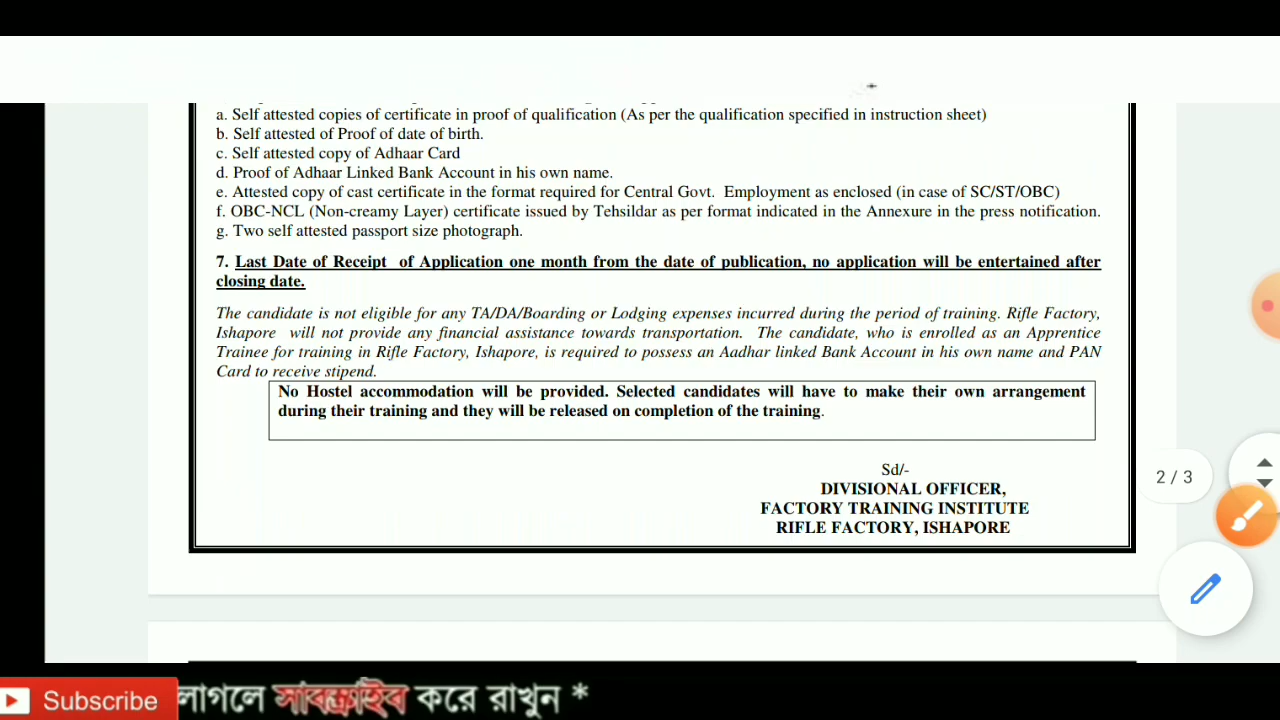 a. Self attested copies of certificate in proof of qualification (As per the qualification specified in instruction sheet)
b. Self attested of Proof of date of birth.
c. Self attested copy of Adhaar Card
d. Proof of Adhaar Linked Bank Account in his own name.
e. Attested copy of cast certificate in the format required for Central Govt. Employment as enclosed (in case of SC/ST/OBC)
f. OBC-NCL (Non-creamy Layer) certificate issued by Tehsildar as per format indicated in the Annexure in the press notification.
g. Two self attested passport size photograph.
7. Last Date of Receipt of Application one month from the date of publication, no application will be entertained after
closing date.
The candidate is not eligible for any TA/DA/Boarding or Lodging expenses incurred during the period of training. Rifle Factory,
Ishapore will not provide any financial assistance towards transportation. The candidate, who is enrolled as an Apprentice
Trainee for training in Rifle Factory, Ishapore, is required to possess an Aadhar linked Bank Account in his own name and PAN
Card to receive stipend.
No Hostel accommodation will be provided. Selected candidates will have to make their own arrangement
during their training and they will be released on completion of the training.
Sd/-
DIVISIONAL OFFICER,
FACTORY TRAINING INSTITUTE
RIFLE FACTORY, ISHAPORE
2 / 3
Subscribe লাগলে সাবস্ক্রাইব করে রাখুন *